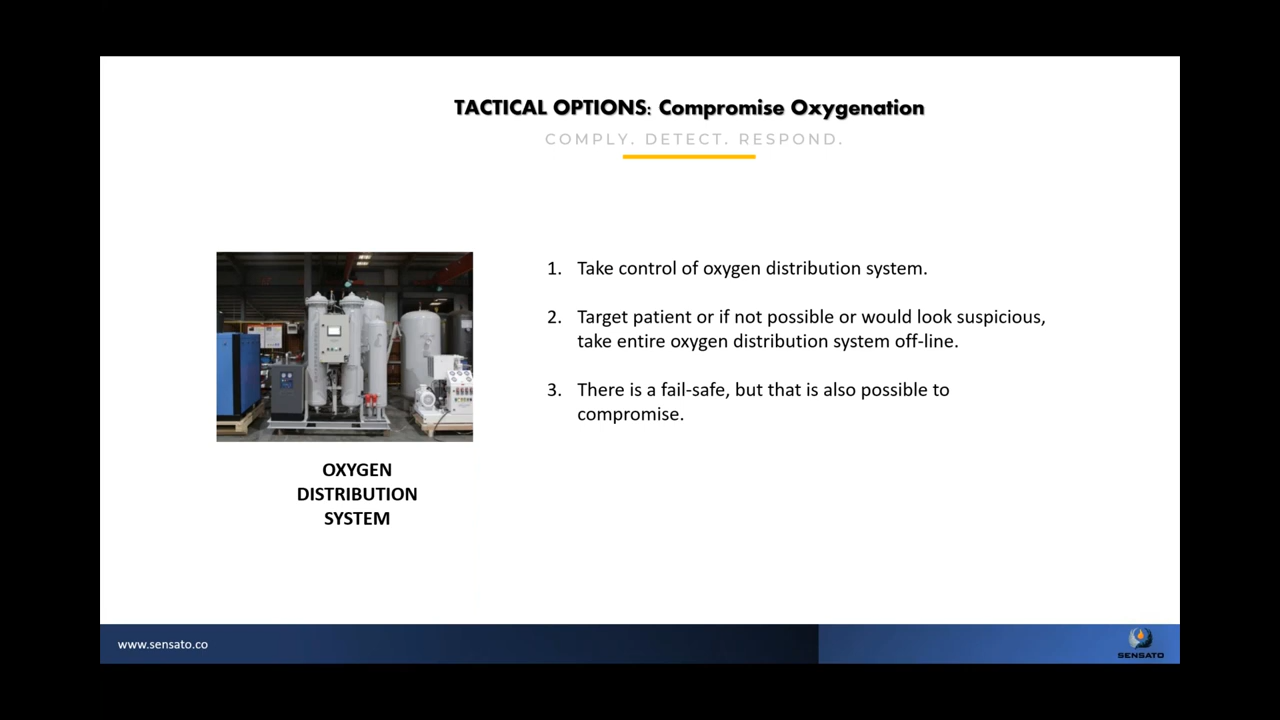 TACTICAL OPTIONS: Compromise Oxygenation
COMPLY. DETECT. RESPOND.
1. Take control of oxygen distribution system.
2. Target patient or if not possible or would look suspicious,
take entire oxygen distribution system off-line.
3. There is a fail-safe, but that is also possible to
compromise.
OXYGEN
DISTRIBUTION
SYSTEM
www.sensato.co
SENSATO